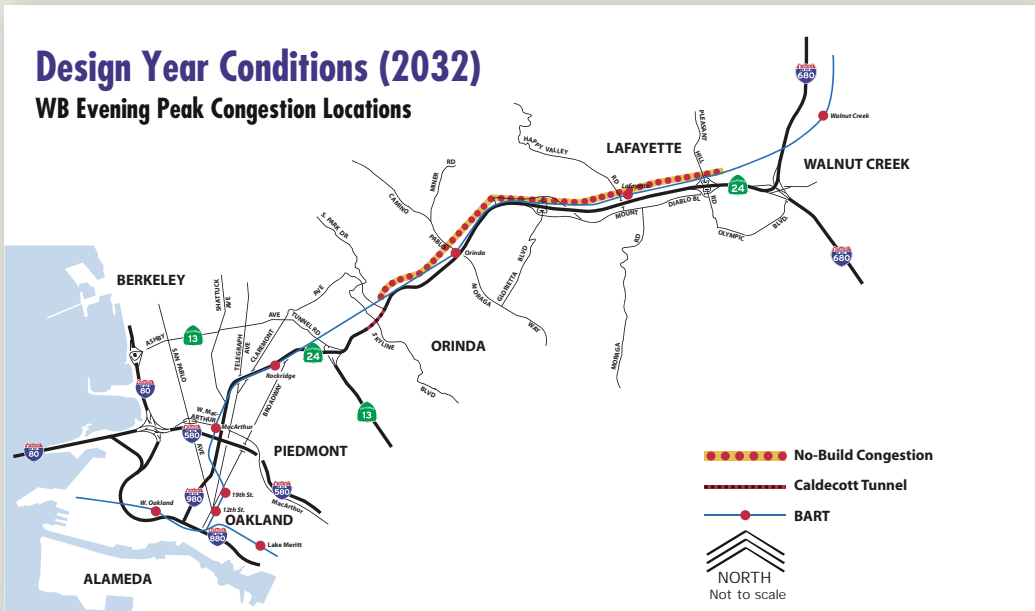 Design Year Conditions (2032)
WB Evening Peak Congestion Locations
680
Walnut Creek
PLEASANT
HILL
RD
HAPPY VALLEY
RD
LAFAYETTE
WALNUT CREEK
Lafayette
24
MINER
RD
CAMINO
PABLO
MOUNT
DIABLO BL
OLYMPIC
BLVD.
S. PARK DR
Orinda
GLORIETTA
BLVD
RD
MORAGA
680
BERKELEY
SHATTUCK
AVE
AVE
MORAGA
WAY
ASHBY
13
AVE
TUNNEL RD
SAN PABLO
AVE
TELEGRAPH
AVE
CLAREMONT
24
SKYLINE
BLVD
ORINDA
Rockridge
80
BROADWAY
13
W. Mac-
ARTHUR
MacArthur
580
80
PIEDMONT
No-Build Congestion
Caldecott Tunnel
BART
980
19th St.
580
MacArthur
W. Oakland
12th St.
OAKLAND
880
Lake Meritt
ALAMEDA
NORTH
Not to scale